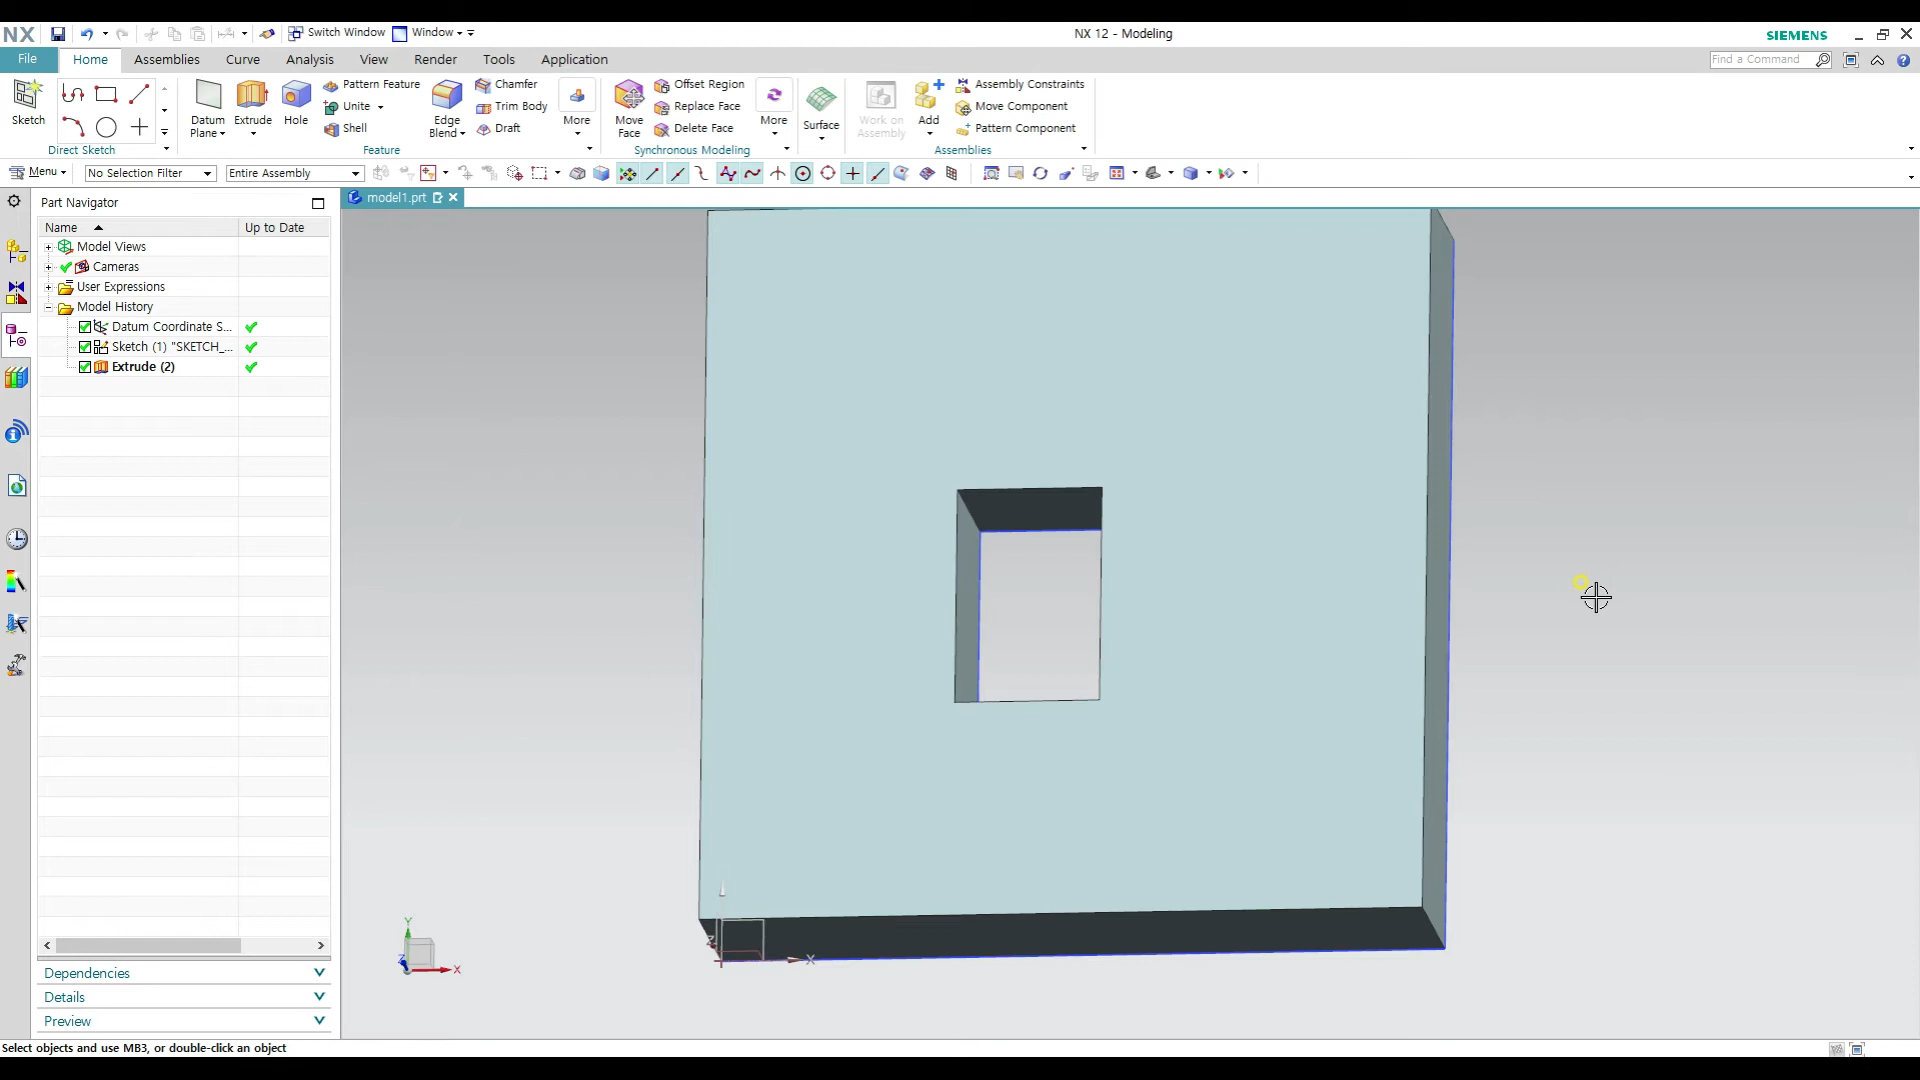 NX
Switch Window
Window
NX 12 - Modeling
SIEMENS
File
Home
Assemblies
Curve
Analysis
View
Render
Tools
Application
Find a Command
Sketch
Direct Sketch
Datum Plane
Extrude
Hole
Pattern Feature
Unite
Shell
Edge Blend
Chamfer
Trim Body
Draft
More
Feature
Move Face
Offset Region
Replace Face
Delete Face
More
Synchronous Modeling
Surface
Work on Assembly
Add
Assembly Constraints
Move Component
Pattern Component
Assemblies
Menu
No Selection Filter
Entire Assembly
Part Navigator
model1.prt
Name
Up to Date
Model Views
Cameras
User Expressions
Model History
Datum Coordinate S...
Sketch (1) "SKETCH_...
Extrude (2)
Z
X
Y
Z
X
Dependencies
Details
Preview
Select objects and use MB3, or double-click an object